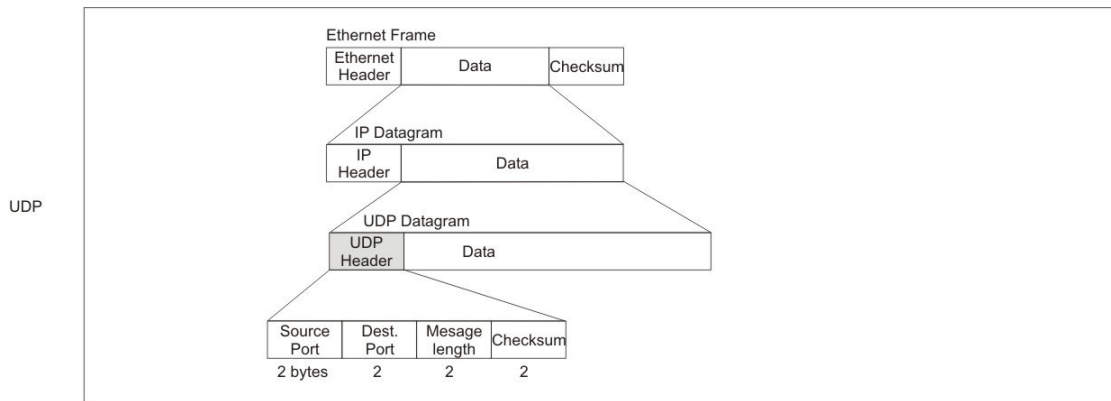 UDP
Ethernet Frame
Ethernet Header Data Checksum
IP Datagram
IP Header Data
UDP Datagram
UDP Header Data
Source Port Dest. Port Mesage length Checksum
2 bytes 2 2 2